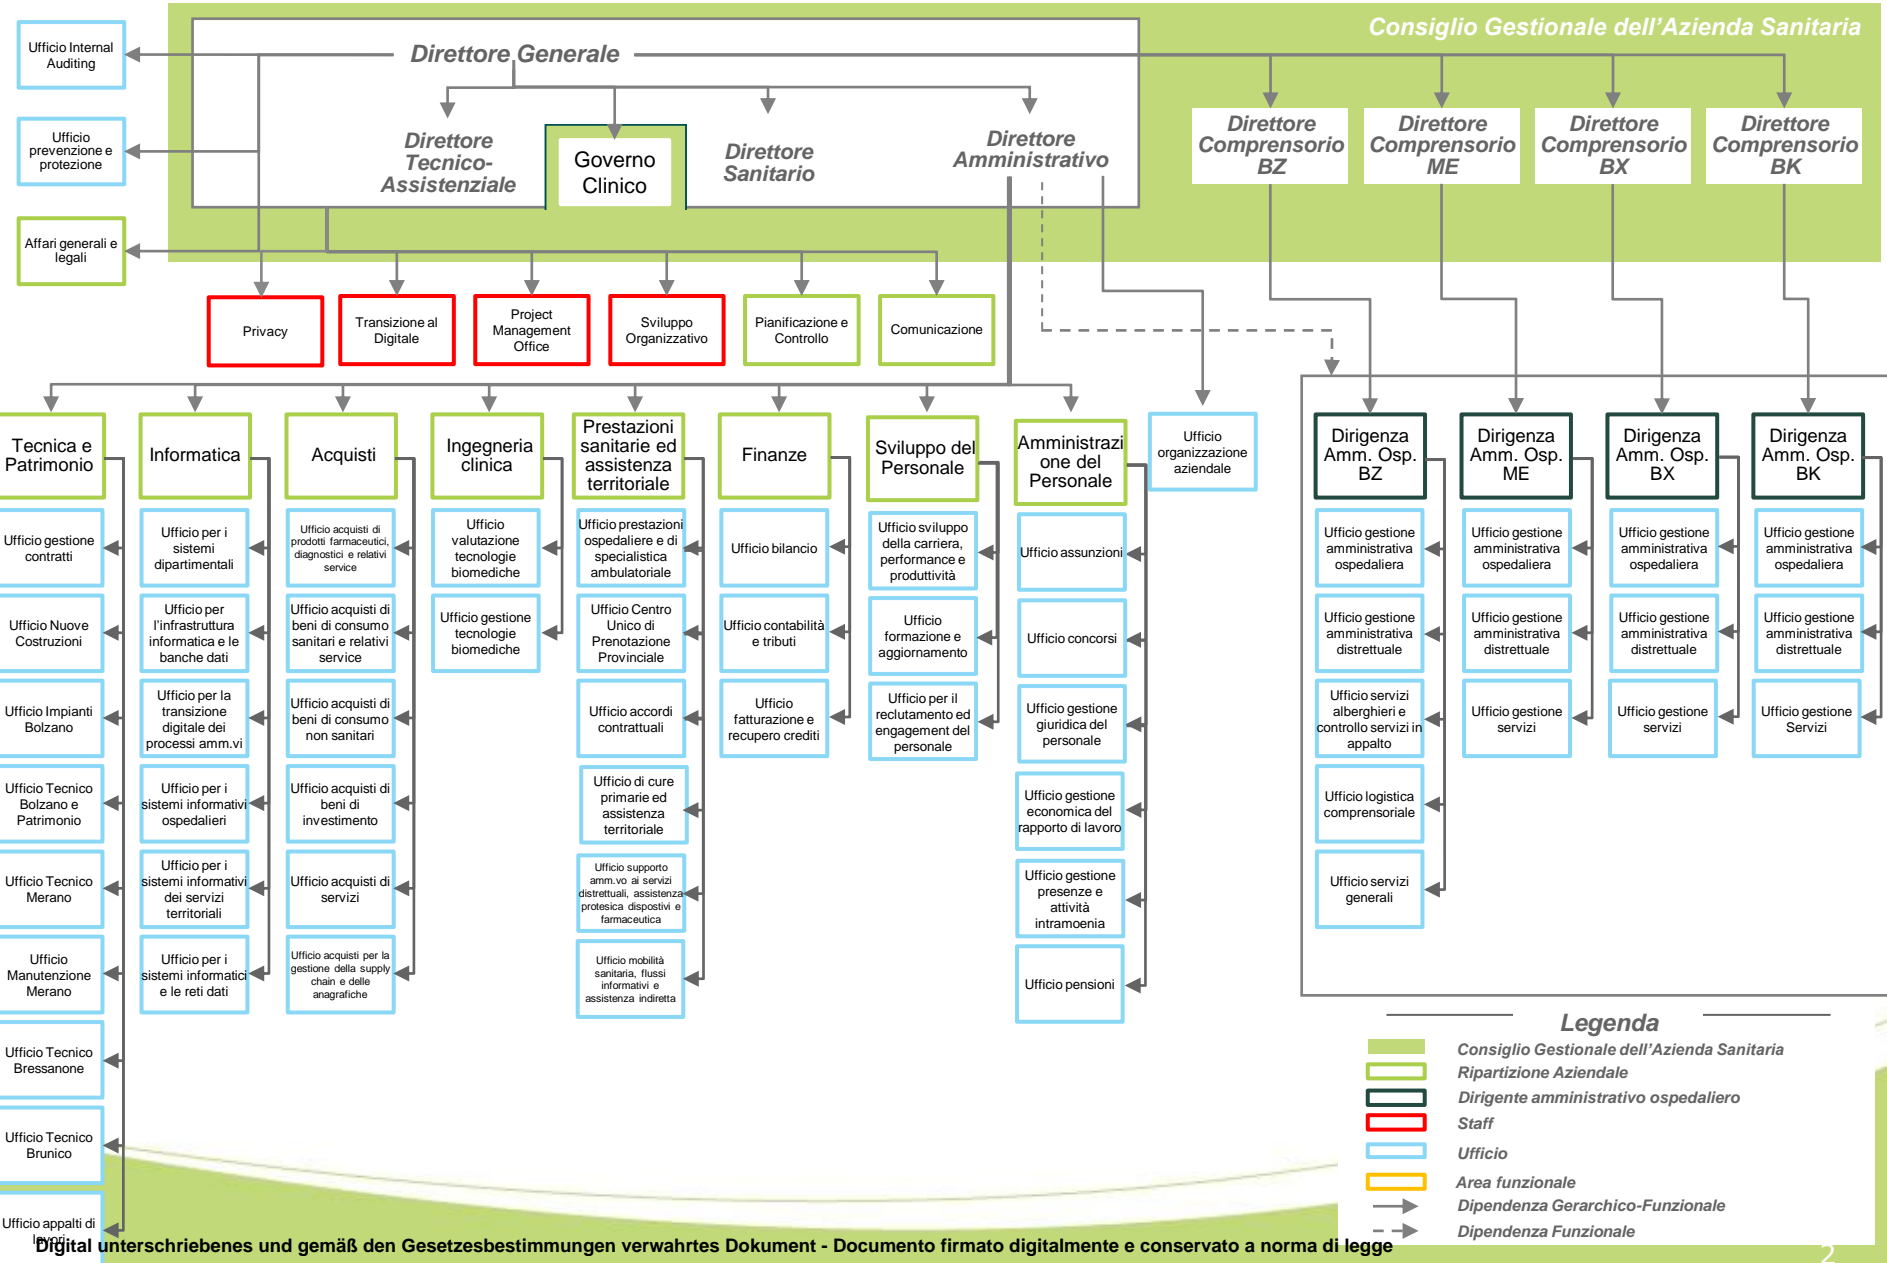 Consiglio Gestionale dell'Azienda Sanitaria
Ufficio Internal
Auditing
Direttore Generale
Ufficio
prevenzione e
protezione
Direttore
Tecnico-
Assistenziale
Governo
Clinico
Direttore
Sanitario
Direttore
Amministrativo
Direttore
Comprensorio
BZ
Direttore
Comprensorio
ME
Direttore
Comprensorio
BX
Direttore
Comprensorio
BK
Affari generali e
legali
Privacy
Transizione al
Digitale
Project
Management
Office
Sviluppo
Organizzativo
Pianificazione e
Controllo
Comunicazione
Tecnica e
Patrimonio
Informatica
Acquisti
Ingegneria
clinica
Prestazioni
sanitarie ed
assistenza
territoriale
Finanze
Sviluppo del
Personale
Amministrazi
one del
Personale
Ufficio
organizzazione
aziendale
Dirigenza
Amm. Osp.
BZ
Dirigenza
Amm. Osp.
ME
Dirigenza
Amm. Osp.
BX
Dirigenza
Amm. Osp.
BK
Ufficio gestione
contratti
Ufficio Nuove
Costruzioni
Ufficio Impianti
Bolzano
Ufficio Tecnico
Bolzano e
Patrimonio
Ufficio Tecnico
Merano
Ufficio
Manutenzione
Merano
Ufficio Tecnico
Bressanone
Ufficio Tecnico
Brunico
Ufficio appalti di
lavori
Ufficio per i
sistemi
dipartimentali
Ufficio per
l'infrastruttura
informatica e le
banche dati
Ufficio per la
transizione
digitale dei
processi amm.vi
Ufficio per i
sistemi informativi
ospedalieri
Ufficio per i
sistemi informativi
dei servizi
territoriali
Ufficio per i
sistemi informatici
e le reti dati
Ufficio acquisti di
prodotti farmaceutici,
diagnostici e relativi
service
Ufficio acquisti di
beni di consumo
sanitari e relativi
service
Ufficio acquisti di
beni di consumo
non sanitari
Ufficio acquisti di
beni di
investimento
Ufficio acquisti di
servizi
Ufficio acquisti per la
gestione della supply
chain e delle
anagrafiche
Ufficio
valutazione
tecnologie
biomediche
Ufficio gestione
tecnologie
biomediche
Ufficio prestazioni
ospedaliere e di
specialistica
ambulatoriale
Ufficio Centro
Unico di
Prenotazione
Provinciale
Ufficio accordi
contrattuali
Ufficio di cure
primarie ed
assistenza
territoriale
Ufficio supporto
amm.vo ai servizi
distrettuali, assistenza
protesica dispostivi e
farmaceutica
Ufficio mobilità
sanitaria, flussi
informativi e
assistenza indiretta
Ufficio bilancio
Ufficio contabilità
e tributi
Ufficio
fatturazione e
recupero crediti
Ufficio sviluppo
della carriera,
performance e
produttività
Ufficio
formazione e
aggiornamento
Ufficio per il
reclutamento ed
engagement del
personale
Ufficio assunzioni
Ufficio concorsi
Ufficio gestione
giuridica del
personale
Ufficio gestione
economica del
rapporto di lavoro
Ufficio gestione
presenze e
attività
intramoenia
Ufficio pensioni
Ufficio gestione
amministrativa
ospedaliera
Ufficio gestione
amministrativa
distrettuale
Ufficio servizi
alberghieri e
controllo servizi in
appalto
Ufficio logistica
comprensoriale
Ufficio servizi
generali
Ufficio gestione
amministrativa
ospedaliera
Ufficio gestione
amministrativa
distrettuale
Ufficio gestione
servizi
Ufficio gestione
amministrativa
ospedaliera
Ufficio gestione
amministrativa
distrettuale
Ufficio gestione
servizi
Ufficio gestione
amministrativa
ospedaliera
Ufficio gestione
amministrativa
distrettuale
Ufficio gestione
Servizi
Legenda
Consiglio Gestionale dell'Azienda Sanitaria
Ripartizione Aziendale
Dirigente amministrativo ospedaliero
Staff
Ufficio
Area funzionale
Dipendenza Gerarchico-Funzionale
Dipendenza Funzionale
Digital unterschriebenes und gemäß den Gesetzesbestimmungen verwahrtes Dokument - Documento firmato digitalmente e conservato a norma di legge
2